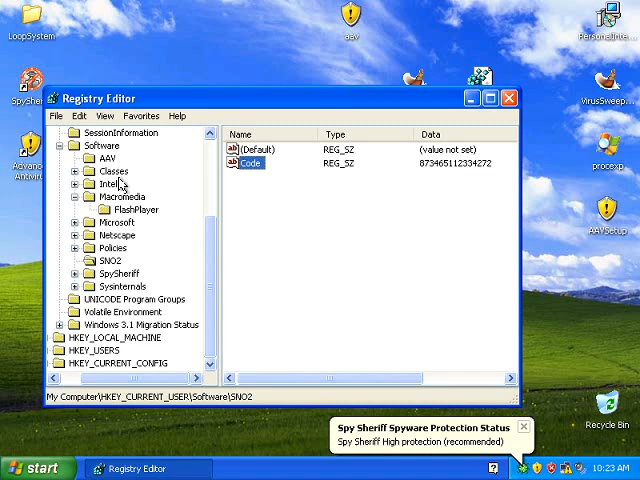 LoopSystem
aav
PersonalInte...
SpySher
VirusSweep...
Advanc
Antivir
procexp
AAVSetup
Recycle Bin
Registry Editor
File Edit View Favorites Help
SessionInformation
Software
AAV
Classes
Intel
Macromedia
FlashPlayer
Microsoft
Netscape
Policies
SNO2
SpySheriff
Sysinternals
UNICODE Program Groups
Volatile Environment
Windows 3.1 Migration Status
HKEY_LOCAL_MACHINE
HKEY_USERS
HKEY_CURRENT_CONFIG
Name Type Data
ab (Default) REG_SZ (value not set)
ab Code REG_SZ 873465112334272
My Computer\HKEY_CURRENT_USER\Software\SNO2
Spy Sheriff Spyware Protection Status
Spy Sheriff High protection (recommended)
start Registry Editor ? 10:23 AM